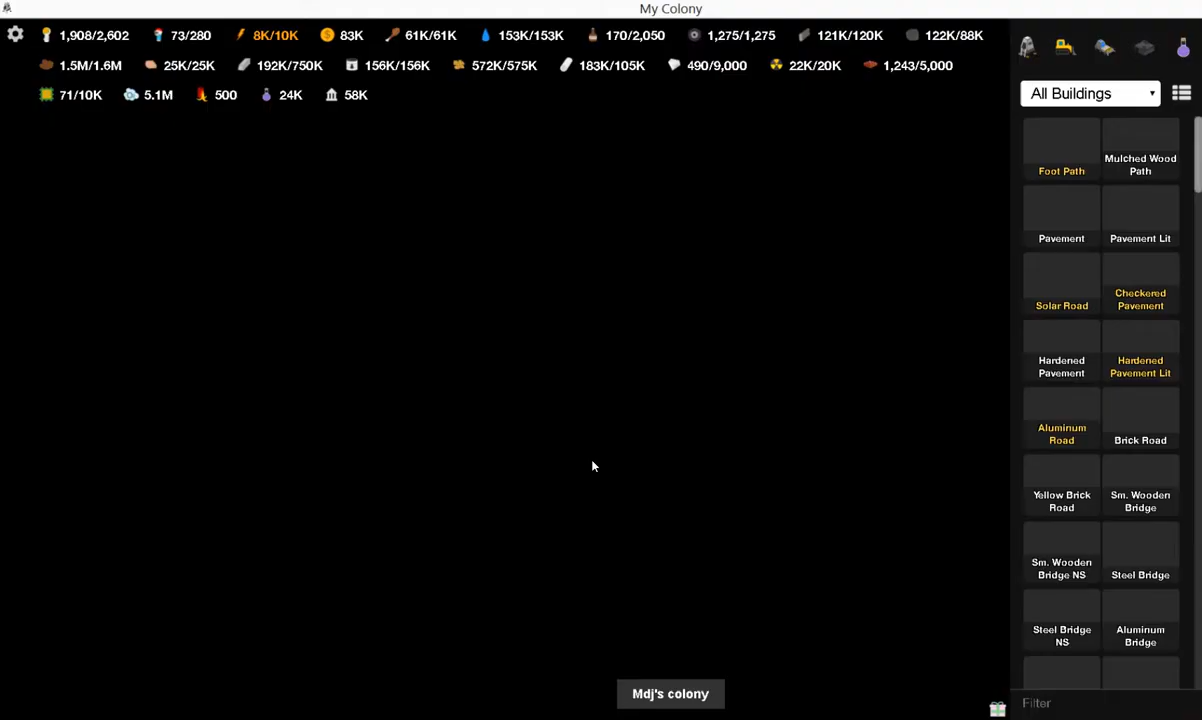 My Colony
1,908/2,602 73/280 8K/10K 83K 61K/61K 153K/153K 170/2,050 1,275/1,275 121K/120K 122K/88K
1.5M/1.6M 25K/25K 192K/750K 156K/156K 572K/575K 183K/105K 490/9,000 22K/20K 1,243/5,000
71/10K 5.1M 500 24K 58K
All Buildings
Foot Path
Mulched Wood
Path
Pavement
Pavement Lit
Solar Road
Checkered
Pavement
Hardened
Pavement
Hardened
Pavement Lit
Aluminum
Road
Brick Road
Yellow Brick
Road
Sm. Wooden
Bridge
Sm. Wooden
Bridge NS
Steel Bridge
Steel Bridge
NS
Aluminum
Bridge
Mdj's colony
Filter